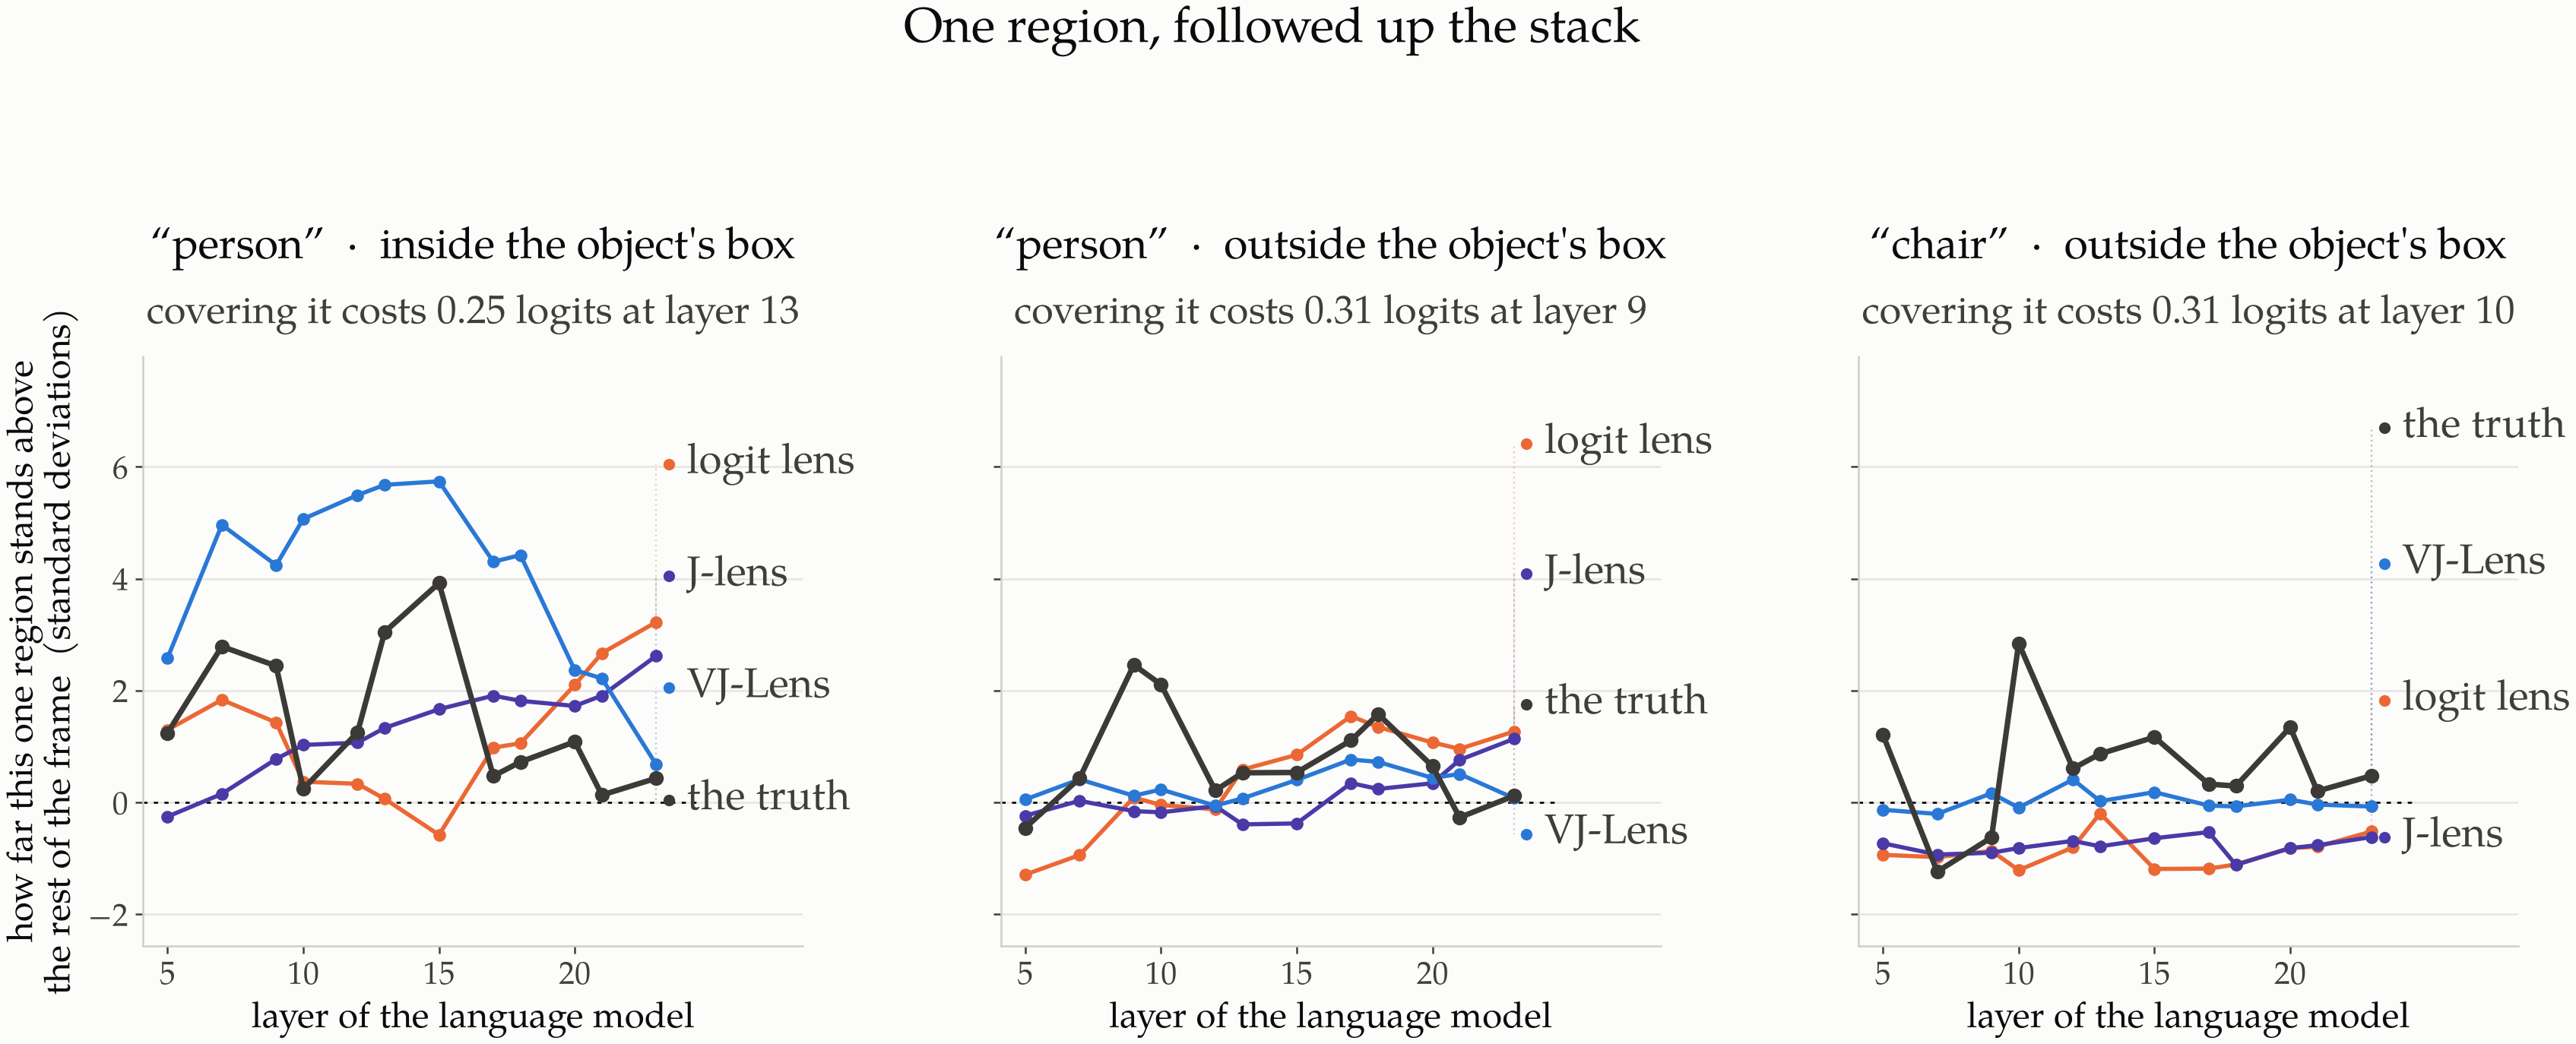 One region, followed up the stack
“person” · inside the object's box
covering it costs 0.25 logits at layer 13
“person” · outside the object's box
covering it costs 0.31 logits at layer 9
“chair” · outside the object's box
covering it costs 0.31 logits at layer 10
how far this one region stands above
the rest of the frame (standard deviations)
6
4
2
0
−2
logit lens
J-lens
VJ-Lens
the truth
5 10 15 20
layer of the language model
logit lens
J-lens
the truth
VJ-Lens
5 10 15 20
layer of the language model
the truth
VJ-Lens
logit lens
J-lens
5 10 15 20
layer of the language model